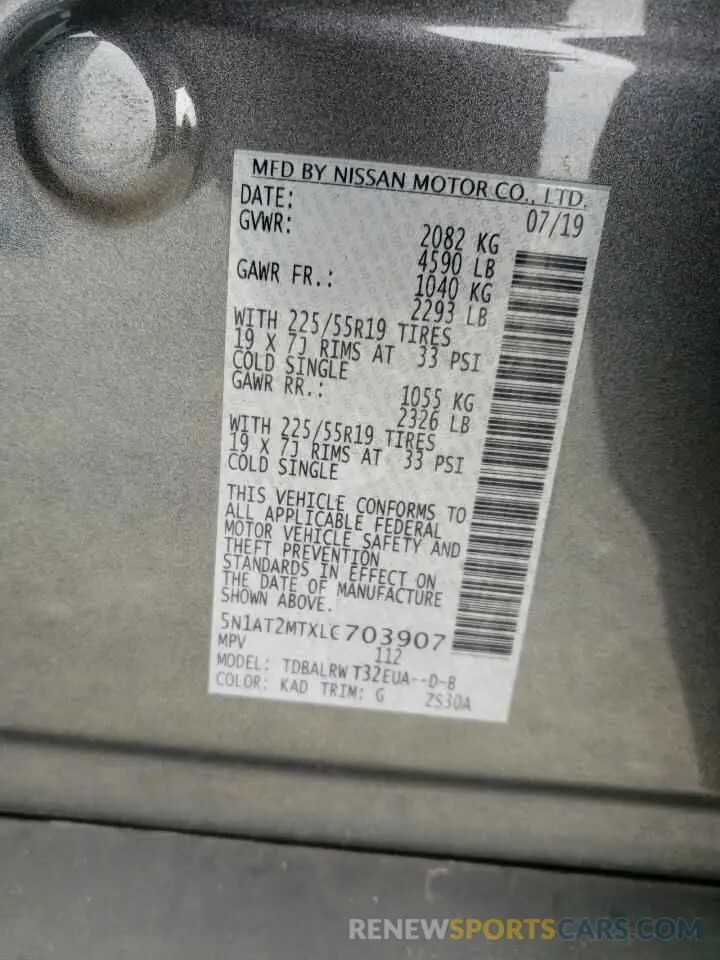 MFD BY NISSAN MOTOR CO., LTD.
DATE: 07/19
GVWR: 2082 KG
4590 LB
GAWR FR.: 1040 KG
2293 LB
WITH 225/55R19 TIRES
19 X 7J RIMS AT 33 PSI
COLD SINGLE
GAWR RR.: 1055 KG
2326 LB
WITH 225/55R19 TIRES
19 X 7J RIMS AT 33 PSI
COLD SINGLE
THIS VEHICLE CONFORMS TO
ALL APPLICABLE FEDERAL
MOTOR VEHICLE SAFETY AND
THEFT PREVENTION
STANDARDS IN EFFECT ON
THE DATE OF MANUFACTURE
SHOWN ABOVE.
5N1AT2MTXLC703907
MPV 112
MODEL: TDBALRW T32EUA--D-B
COLOR: KAD TRIM: G ZS30A
RENEWSPORTSCARS.COM